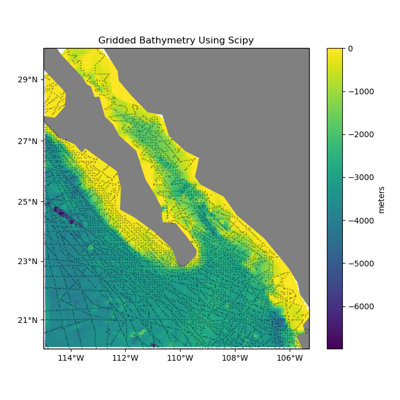 Gridded Bathymetry Using Scipy
29°N
27°N
25°N
23°N
21°N
114°W 112°W 110°W 108°W 106°W
0
−1000
−2000
−3000
−4000
−5000
−6000
meters